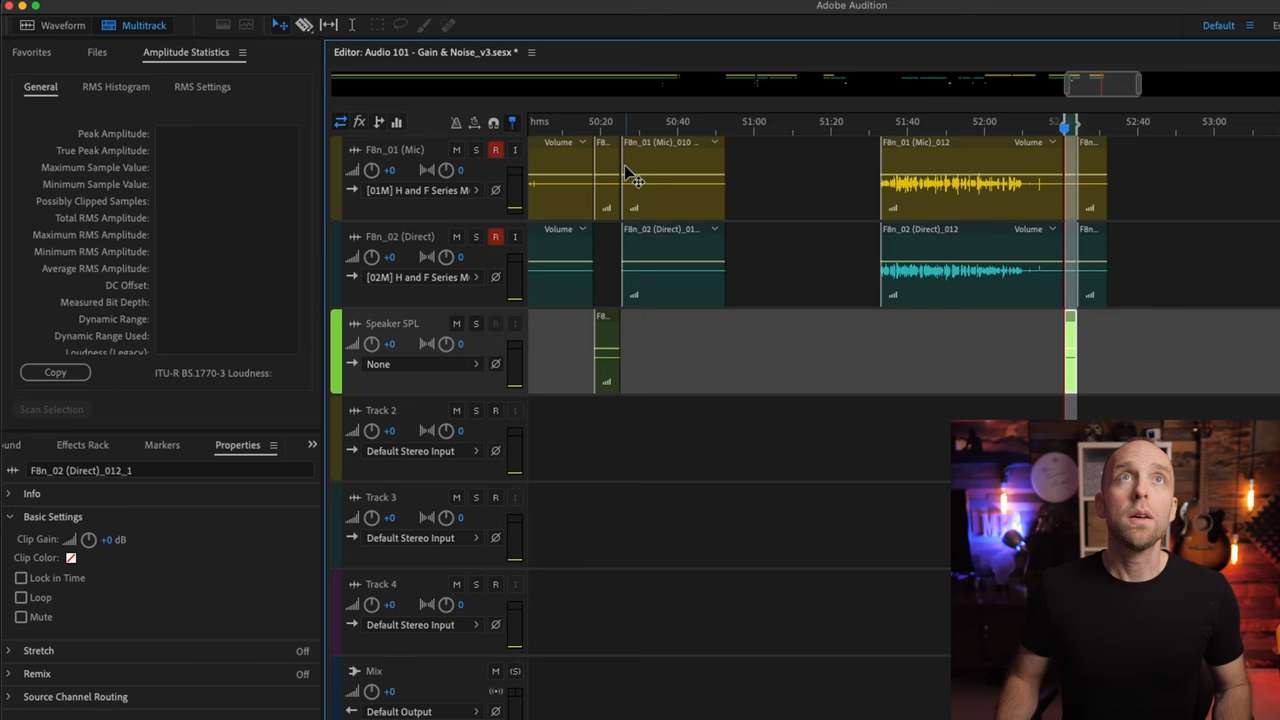 Adobe Audition
Waveform
Multitrack
Default
Favorites
Files
Amplitude Statistics
Editor: Audio 101 - Gain & Noise_v3.sesx *
General
RMS Histogram
RMS Settings
hms
50:20
50:40
51:00
51:20
51:40
52:00
52:40
53:00
Peak Amplitude:
True Peak Amplitude:
Maximum Sample Value:
Minimum Sample Value:
Possibly Clipped Samples:
Total RMS Amplitude:
Maximum RMS Amplitude:
Minimum RMS Amplitude:
Average RMS Amplitude:
DC Offset:
Measured Bit Depth:
Dynamic Range:
Dynamic Range Used:
Loudness (Legacy):
Copy
ITU-R BS.1770-3 Loudness:
Scan Selection
fx
F8n_01 (Mic)
M S R I
+0 0
[01M] H and F Series M
Volume
F8...
F8n_01 (Mic)_010 ...
F8n_01 (Mic)_012
Volume
F8n...
F8n_02 (Direct)
M S R I
+0 0
[02M] H and F Series M
Volume
F8n_02 (Direct)_01...
F8n_02 (Direct)_012
Volume
F8n...
Speaker SPL
M S R I
+0 0
None
F8...
Track 2
M S R I
+0 0
Default Stereo Input
Track 3
M S R I
+0 0
Default Stereo Input
Track 4
M S R I
+0 0
Default Stereo Input
Mix
M (S)
+0
Default Output
ound
Effects Rack
Markers
Properties
F8n_02 (Direct)_012_1
Info
Basic Settings
Clip Gain:
+0 dB
Clip Color:
Lock in Time
Loop
Mute
Stretch
Off
Remix
Off
Source Channel Routing